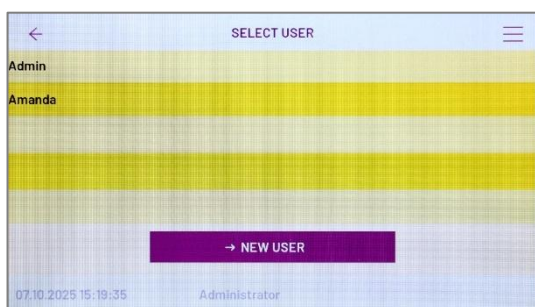 SELECT USER
Admin
Amanda
→ NEW USER
07.10.2025 15:19:35 Administrator